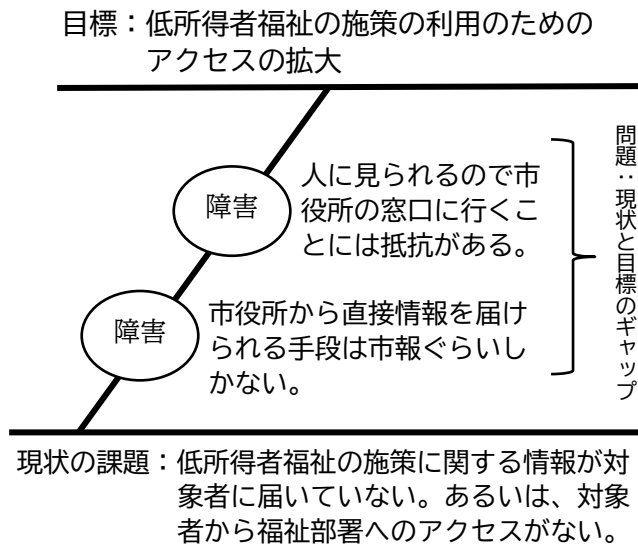 目標：低所得者福祉の施策の利用のための
アクセスの拡大
障害
人に見られるので市
役所の窓口に行くこ
とには抵抗がある。
障害
市役所から直接情報を届け
られる手段は市報ぐらいし
かない。
問題：現状と目標のギャップ
現状の課題：低所得者福祉の施策に関する情報が対
象者に届いていない。あるいは、対象
者から福祉部署へのアクセスがない。